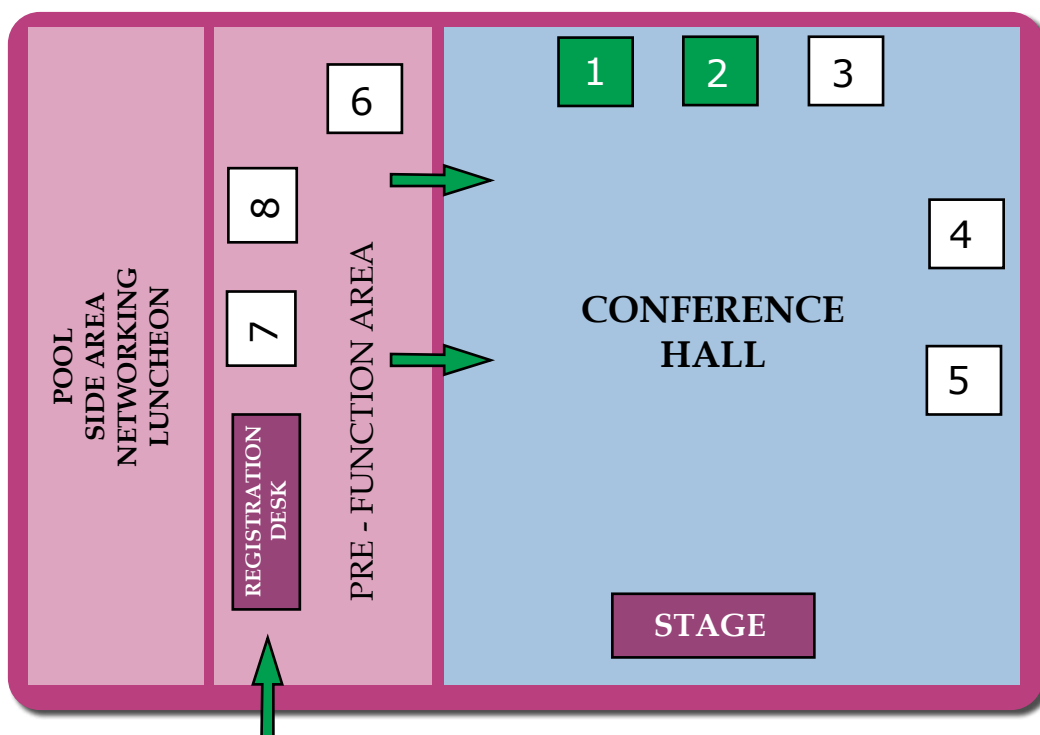 POOL
SIDE AREA
NETWORKING
LUNCHEON
6
8
7
REGISTRATION
DESK
PRE - FUNCTION AREA
1
2
3
4
5
CONFERENCE
HALL
STAGE